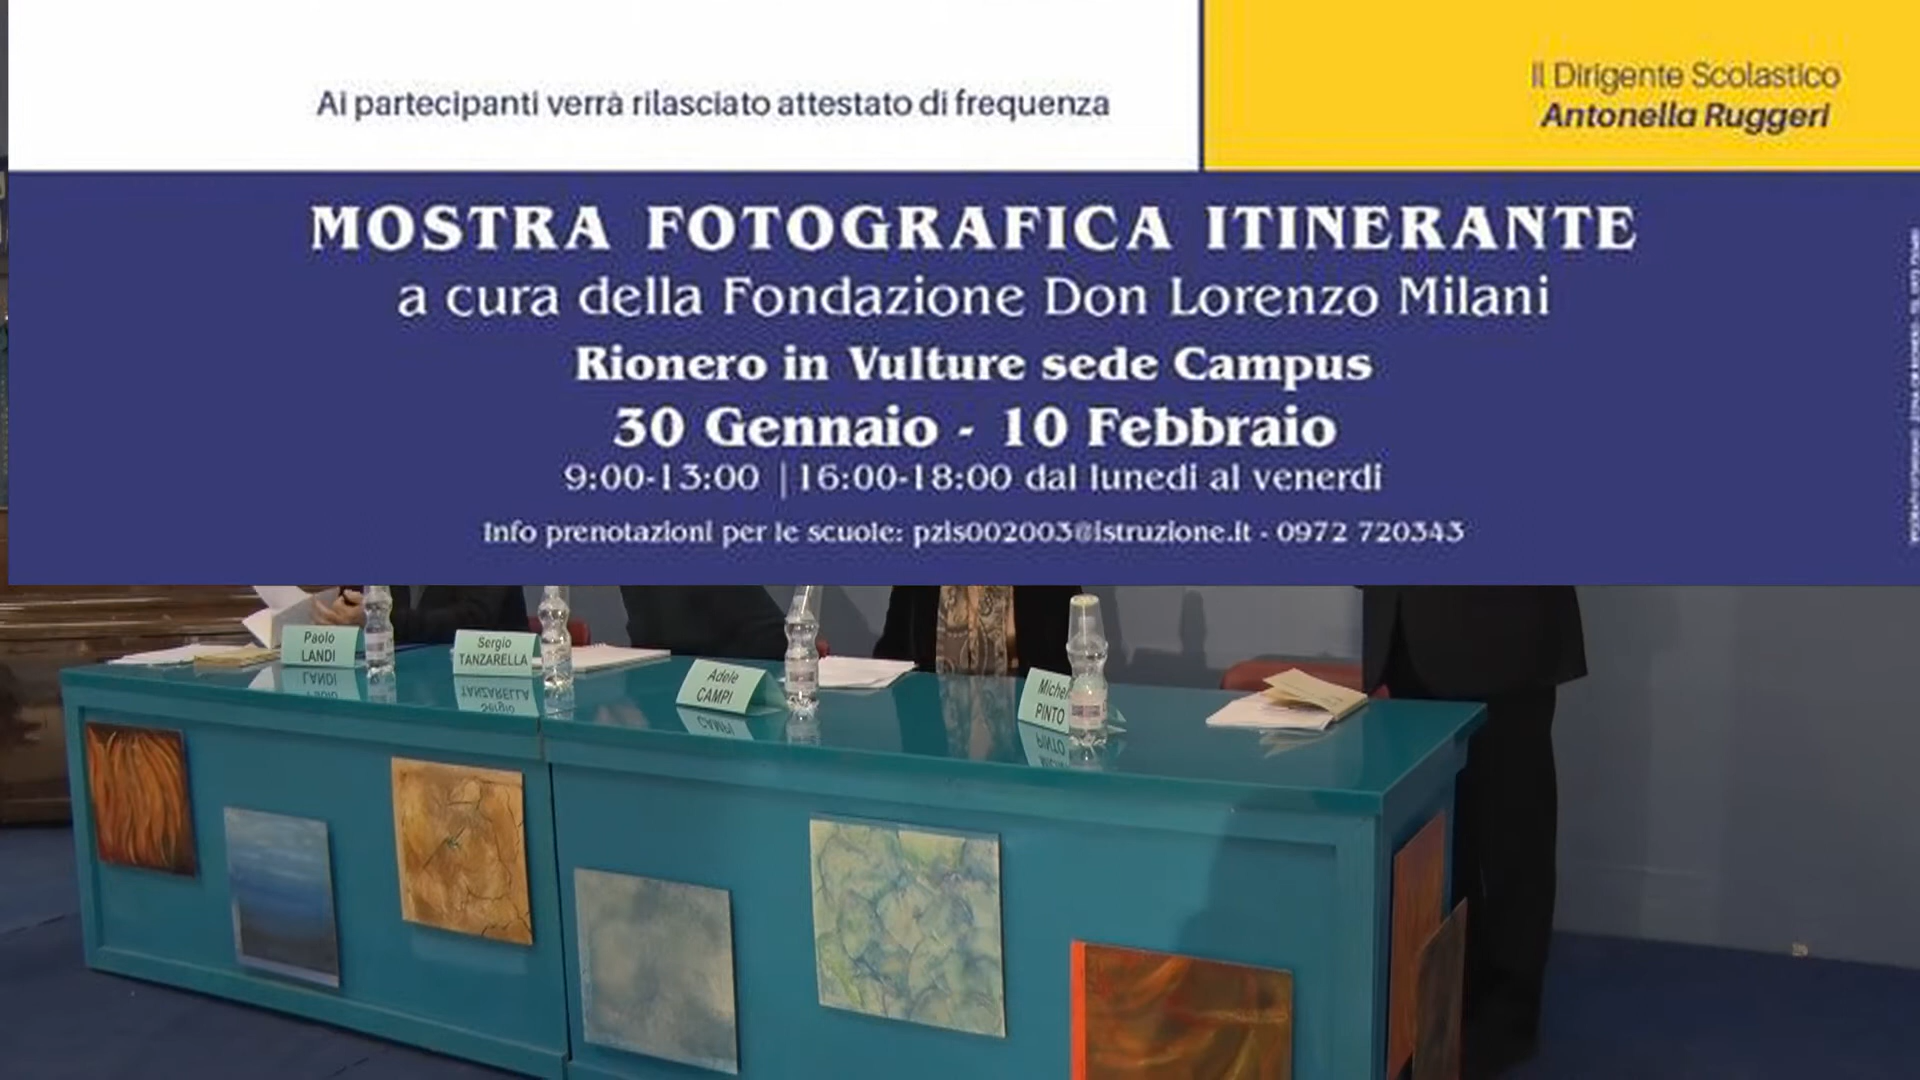 Ai partecipanti verrà rilasciato attestato di frequenza
Il Dirigente Scolastico
Antonella Ruggeri
MOSTRA FOTOGRAFICA ITINERANTE
a cura della Fondazione Don Lorenzo Milani
Rionero in Vulture sede Campus
30 Gennaio - 10 Febbraio
9:00-13:00 | 16:00-18:00 dal lunedì al venerdì
Info prenotazioni per le scuole: pzis002003@istruzione.it - 0972 720343
Paolo
LANDI
Sergio
TANZARELLA
Adele
CAMPI
PINTO